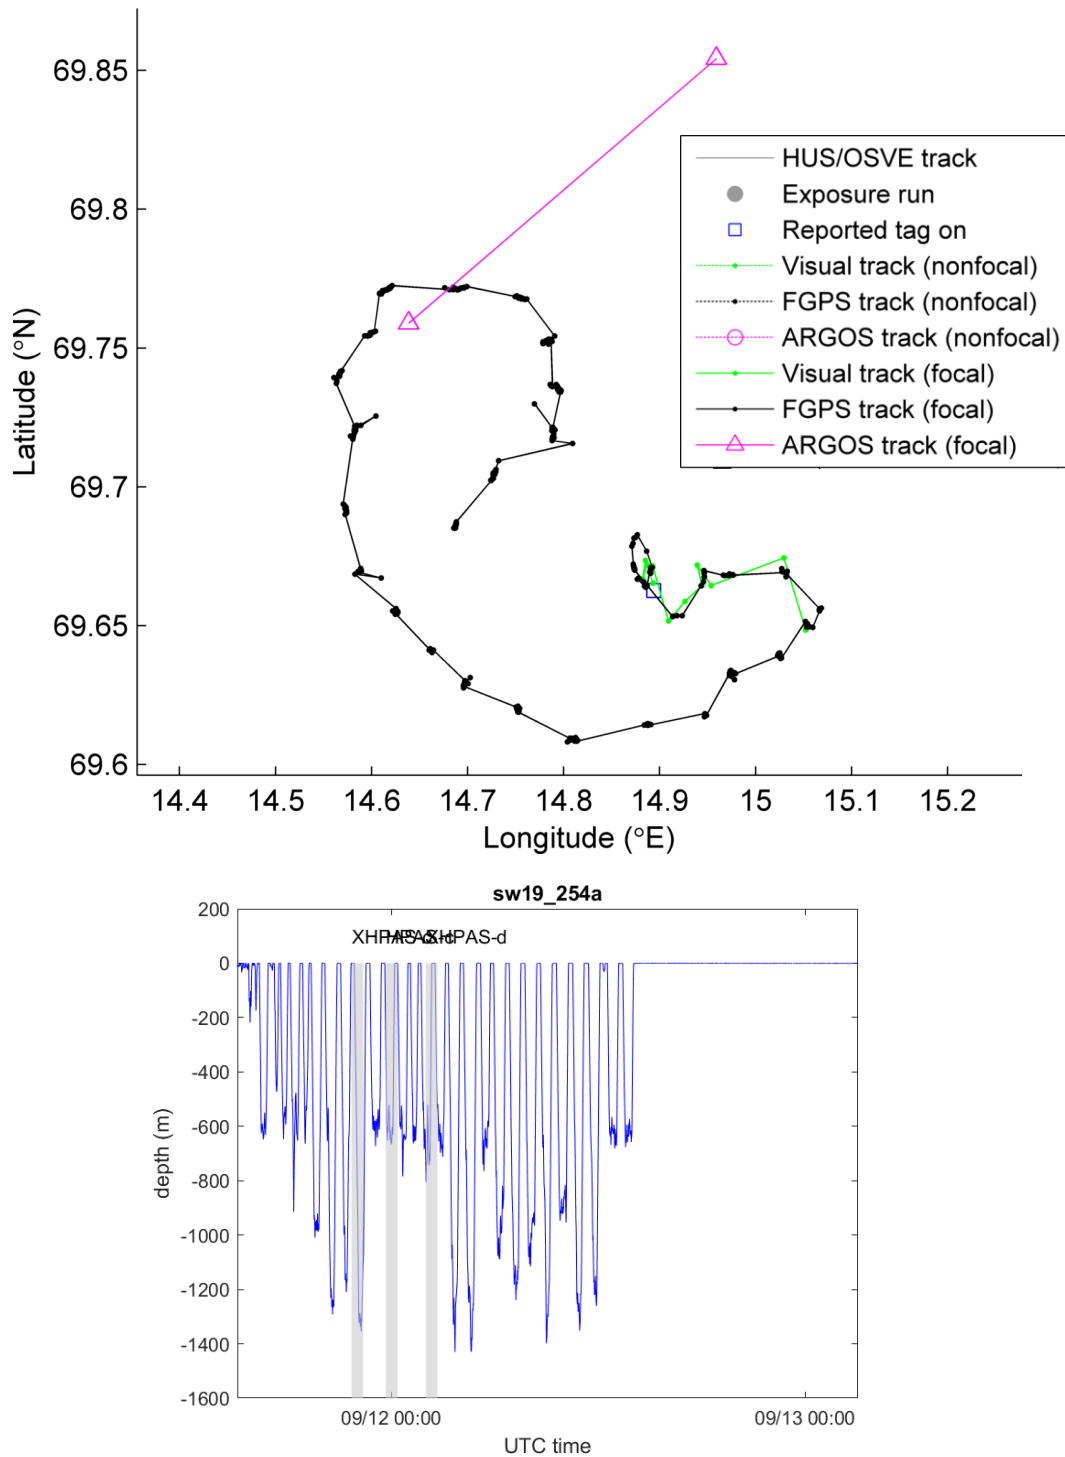 69.85
69.8
69.75
69.7
69.65
69.6
Latitude (°N)
HUS/OSVE track
Exposure run
Reported tag on
Visual track (nonfocal)
FGPS track (nonfocal)
ARGOS track (nonfocal)
Visual track (focal)
FGPS track (focal)
ARGOS track (focal)
14.4 14.5 14.6 14.7 14.8 14.9 15 15.1 15.2
Longitude (°E)
sw19_254a
200
0
-200
-400
-600
-800
-1000
-1200
-1400
-1600
depth (m)
XHPAS-d
09/12 00:00 09/13 00:00
UTC time